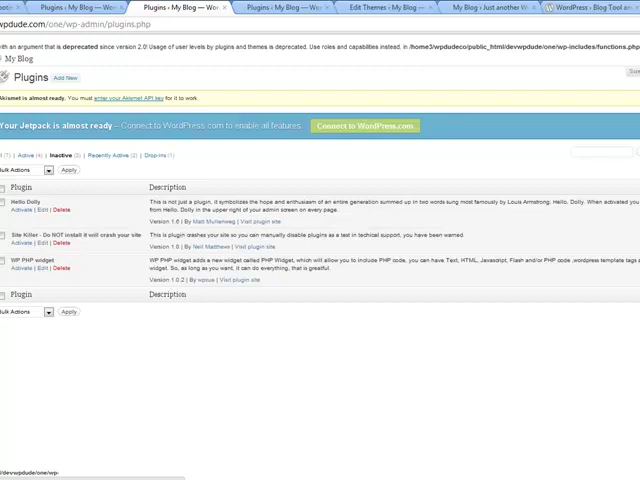 Plugins ‹ My Blog — Wor
Plugins ‹ My Blog — Wor
Plugins ‹ My Blog — Wor
Edit Themes ‹ My Blog —
My Blog | Just another W
WordPress › Blog Tool an
wpdude.com/one/wp-admin/plugins.php
with an argument that is deprecated since version 2.0! Usage of user levels by plugins and themes is deprecated. Use roles and capabilities instead. in /home3/wpdudeco/public_html/devwpdude/one/wp-includes/functions.php
My Blog
Plugins Add New
Akismet is almost ready. You must enter your Akismet API key for it to work.
Your Jetpack is almost ready – Connect to WordPress.com to enable all features. Connect to WordPress.com
(7) | Active (4) | Inactive (3) | Recently Active (2) | Drop-ins (1)
ulk Actions Apply
Plugin Description
Hello Dolly This is not just a plugin, it symbolizes the hope and enthusiasm of an entire generation summed up in two words sung most famously by Louis Armstrong: Hello, Dolly. When activated you
Activate | Edit | Delete from Hello, Dolly in the upper right of your admin screen on every page.
Version 1.6 | By Matt Mullenweg | Visit plugin site
Site Killer - Do NOT install it will crash your site This is plugin crashes your site so you can manually disable plugins as a test in techical support, you have been warned.
Activate | Edit | Delete
Version 1.0 | By Neil Matthews | Visit plugin site
WP PHP widget WP PHP widget adds a new widget called PHP Widget, which will allow you to include PHP code, you can have Text, HTML, Javascript, Flash and/or PHP code ,wordpress template tags a
Activate | Edit | Delete widget. So, as long as you want, it can do everything, that is greatful.
Version 1.0.2 | By wpxue | Visit plugin site
Plugin Description
ulk Actions Apply
/devwpdude/one/wp-